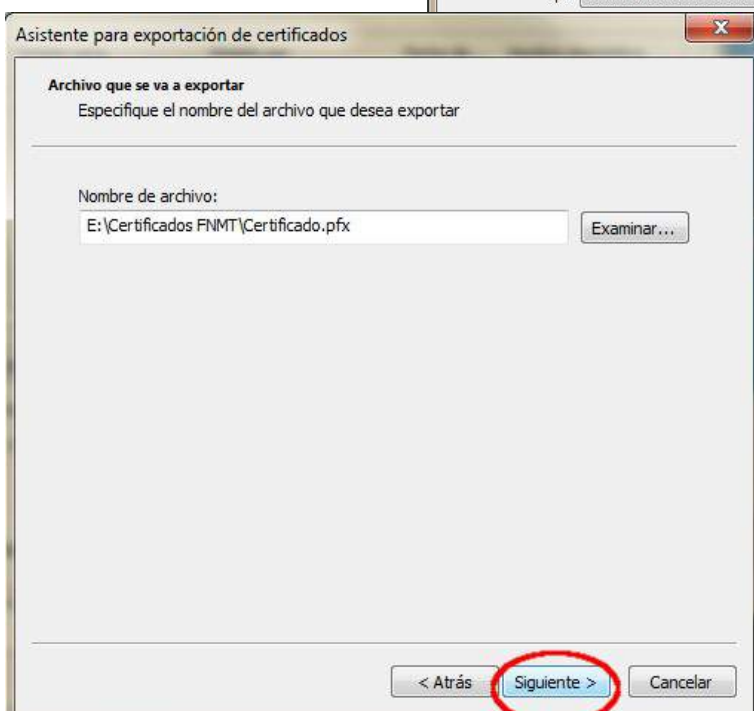 Asistente para exportación de certificados
Archivo que se va a exportar
Especifique el nombre del archivo que desea exportar
Nombre de archivo:
E:\Certificados FNMT\Certificado.pfx
Examinar...
< Atrás
Siguiente >
Cancelar